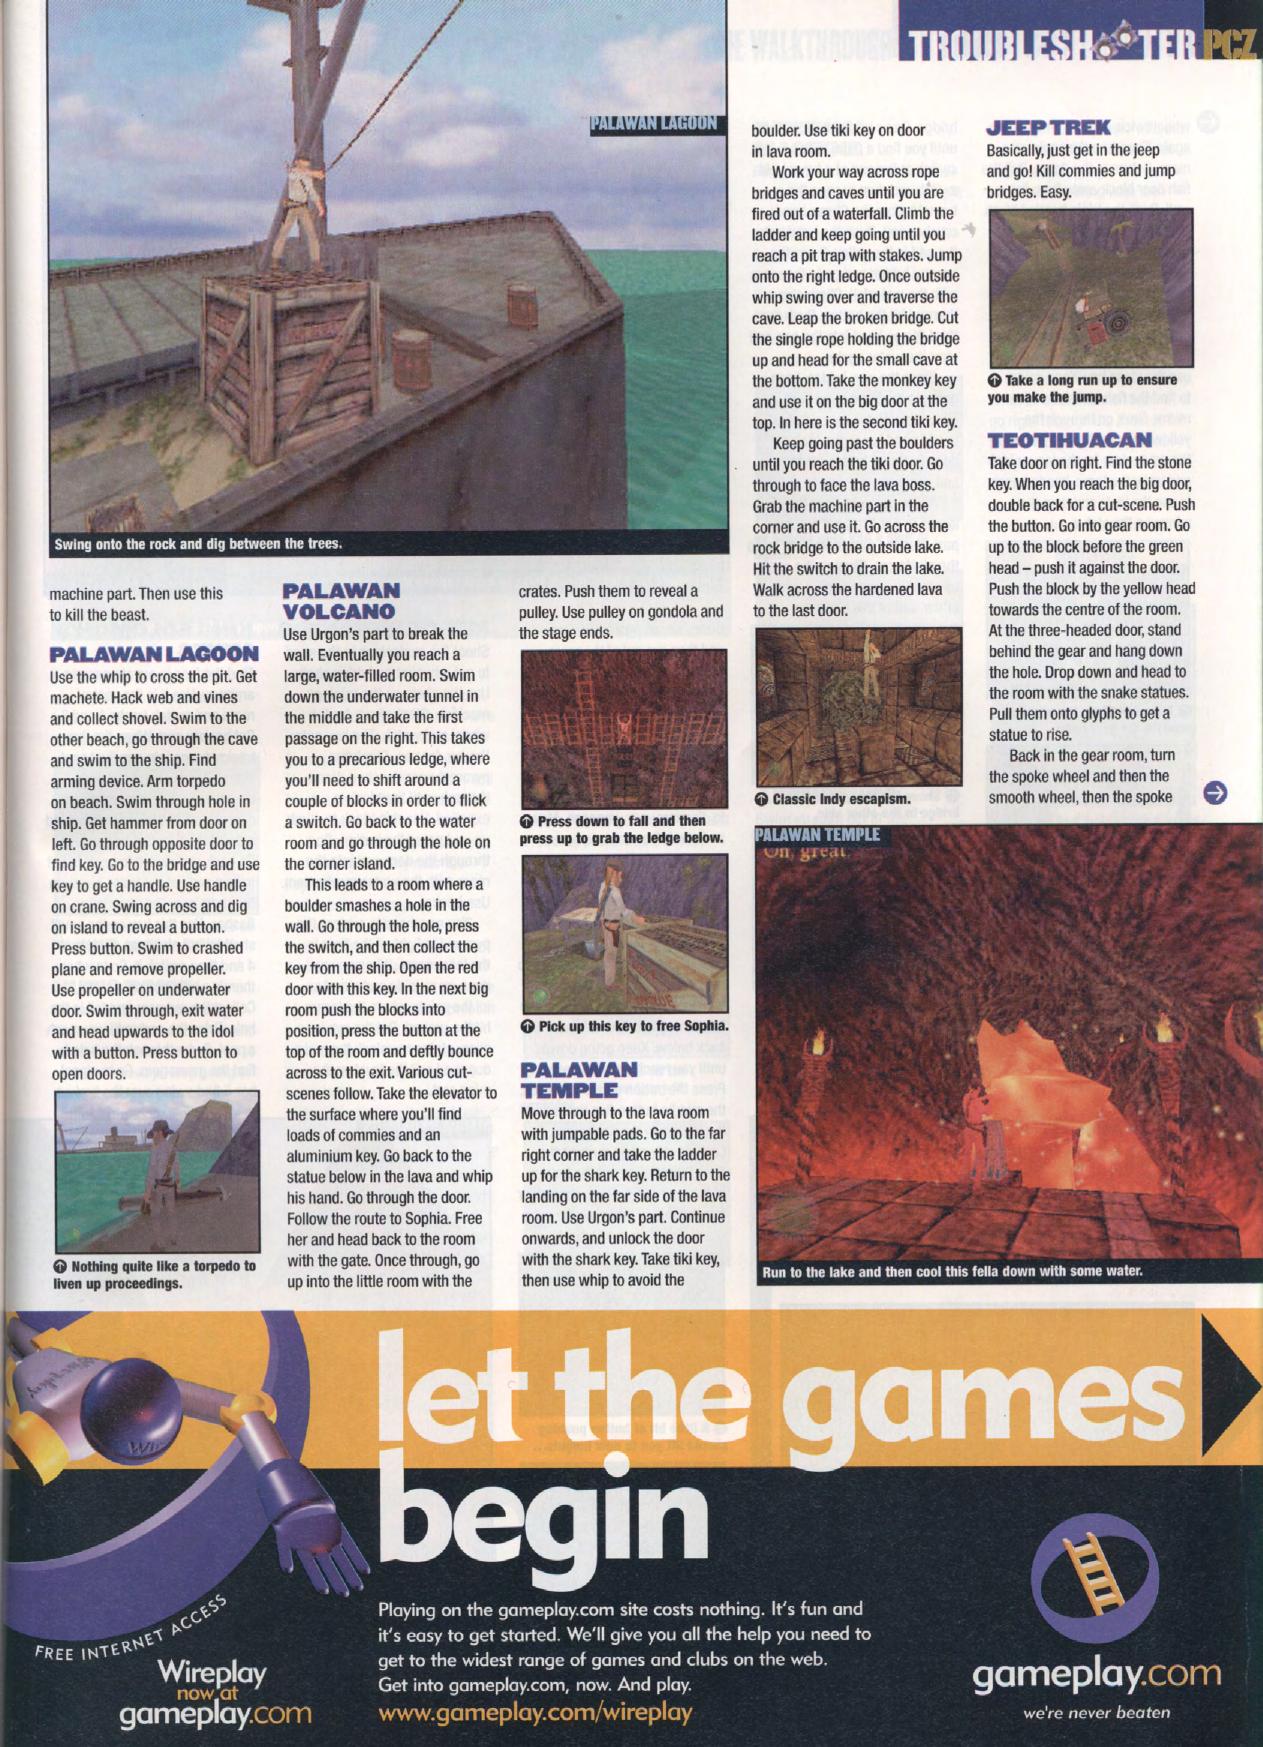 TROUBLESHOOTER PCZ
PALAWAN LAGOON
Swing onto the rock and dig between the trees.
machine part. Then use this
to kill the beast.
PALAWAN LAGOON
Use the whip to cross the pit. Get
machete. Hack web and vines
and collect shovel. Swim to the
other beach, go through the cave
and swim to the ship. Find
arming device. Arm torpedo
on beach. Swim through hole in
ship. Get hammer from door on
left. Go through opposite door to
find key. Go to the bridge and use
key to get a handle. Use handle
on crane. Swing across and dig
on island to reveal a button.
Press button. Swim to crashed
plane and remove propeller.
Use propeller on underwater
door. Swim through, exit water
and head upwards to the idol
with a button. Press button to
open doors.
Nothing quite like a torpedo to
liven up proceedings.
PALAWAN
VOLCANO
Use Urgon's part to break the
wall. Eventually you reach a
large, water-filled room. Swim
down the underwater tunnel in
the middle and take the first
passage on the right. This takes
you to a precarious ledge, where
you'll need to shift around a
couple of blocks in order to flick
a switch. Go back to the water
room and go through the hole on
the corner island.
This leads to a room where a
boulder smashes a hole in the
wall. Go through the hole, press
the switch, and then collect the
key from the ship. Open the red
door with this key. In the next big
room push the blocks into
position, press the button at the
top of the room and deftly bounce
across to the exit. Various cut-
scenes follow. Take the elevator to
the surface where you'll find
loads of commies and an
aluminium key. Go back to the
statue below in the lava and whip
his hand. Go through the door.
Follow the route to Sophia. Free
her and head back to the room
with the gate. Once through, go
up into the little room with the
crates. Push them to reveal a
pulley. Use pulley on gondola and
the stage ends.
Press down to fall and then
press up to grab the ledge below.
Pick up this key to free Sophia.
PALAWAN
TEMPLE
Move through to the lava room
with jumpable pads. Go to the far
right corner and take the ladder
up for the shark key. Return to the
landing on the far side of the lava
room. Use Urgon's part. Continue
onwards, and unlock the door
with the shark key. Take tiki key,
then use whip to avoid the
boulder. Use tiki key on door
in lava room.
Work your way across rope
bridges and caves until you are
fired out of a waterfall. Climb the
ladder and keep going until you
reach a pit trap with stakes. Jump
onto the right ledge. Once outside
whip swing over and traverse the
cave. Leap the broken bridge. Cut
the single rope holding the bridge
up and head for the small cave at
the bottom. Take the monkey key
and use it on the big door at the
top. In here is the second tiki key.
Keep going past the boulders
until you reach the tiki door. Go
through to face the lava boss.
Grab the machine part in the
corner and use it. Go across the
rock bridge to the outside lake.
Hit the switch to drain the lake.
Walk across the hardened lava
to the last door.
Classic Indy escapism.
JEEP TREK
Basically, just get in the jeep
and go! Kill commies and jump
bridges. Easy.
Take a long run up to ensure
you make the jump.
TEOTIHUACAN
Take door on right. Find the stone
key. When you reach the big door,
double back for a cut-scene. Push
the button. Go into gear room. Go
up to the block before the green
head – push it against the door.
Push the block by the yellow head
towards the centre of the room.
At the three-headed door, stand
behind the gear and hang down
the hole. Drop down and head to
the room with the snake statues.
Pull them onto glyphs to get a
statue to rise.
Back in the gear room, turn
the spoke wheel and then the
smooth wheel, then the spoke
PALAWAN TEMPLE
Oh, great.
Run to the lake and then cool this fella down with some water.
let the games
begin
Playing on the gameplay.com site costs nothing. It's fun and
it's easy to get started. We'll give you all the help you need to
get to the widest range of games and clubs on the web.
Get into gameplay.com, now. And play.
www.gameplay.com/wireplay
FREE INTERNET ACCESS
Wireplay
now at
gameplay.com
gameplay.com
we're never beaten